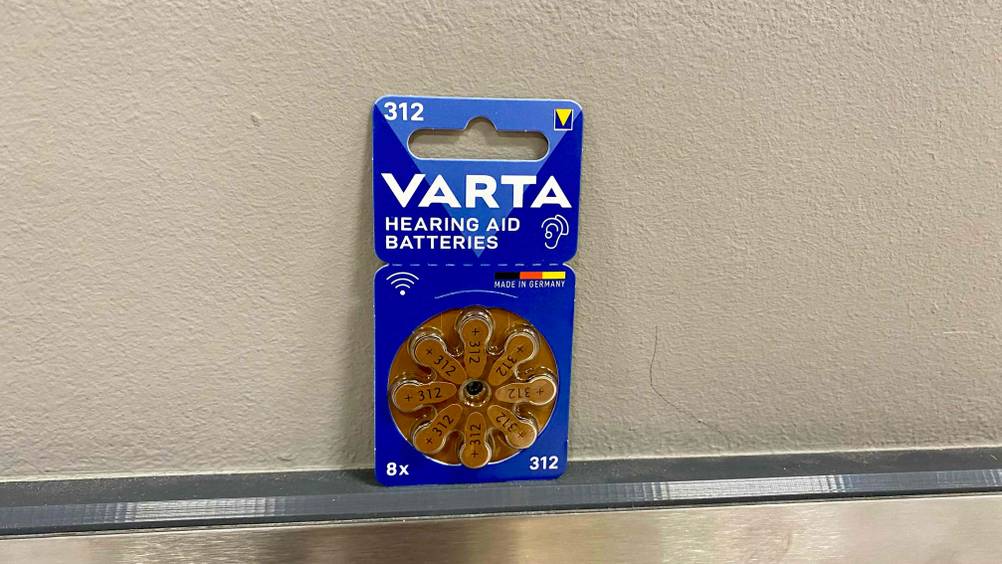 312
VARTA
HEARING AID
BATTERIES
MADE IN GERMANY
+ 312
+ 312
+ 312
+ 312
+ 312
+ 312
+ 312
+ 312
8x
312